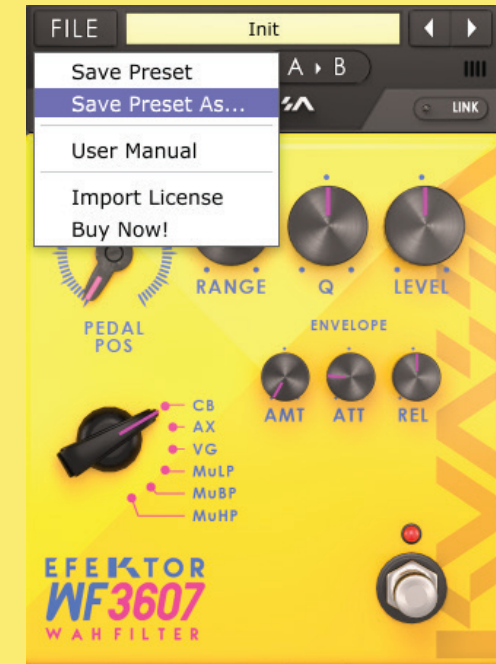 FILE Init
Save Preset A B
Save Preset As... LINK
User Manual
Import License
Buy Now!
RANGE Q LEVEL
PEDAL POS
ENVELOPE
AMT ATT REL
CB
AX
VG
MuLP
MuBP
MuHP
EFEKTOR
WF3607
WAH FILTER